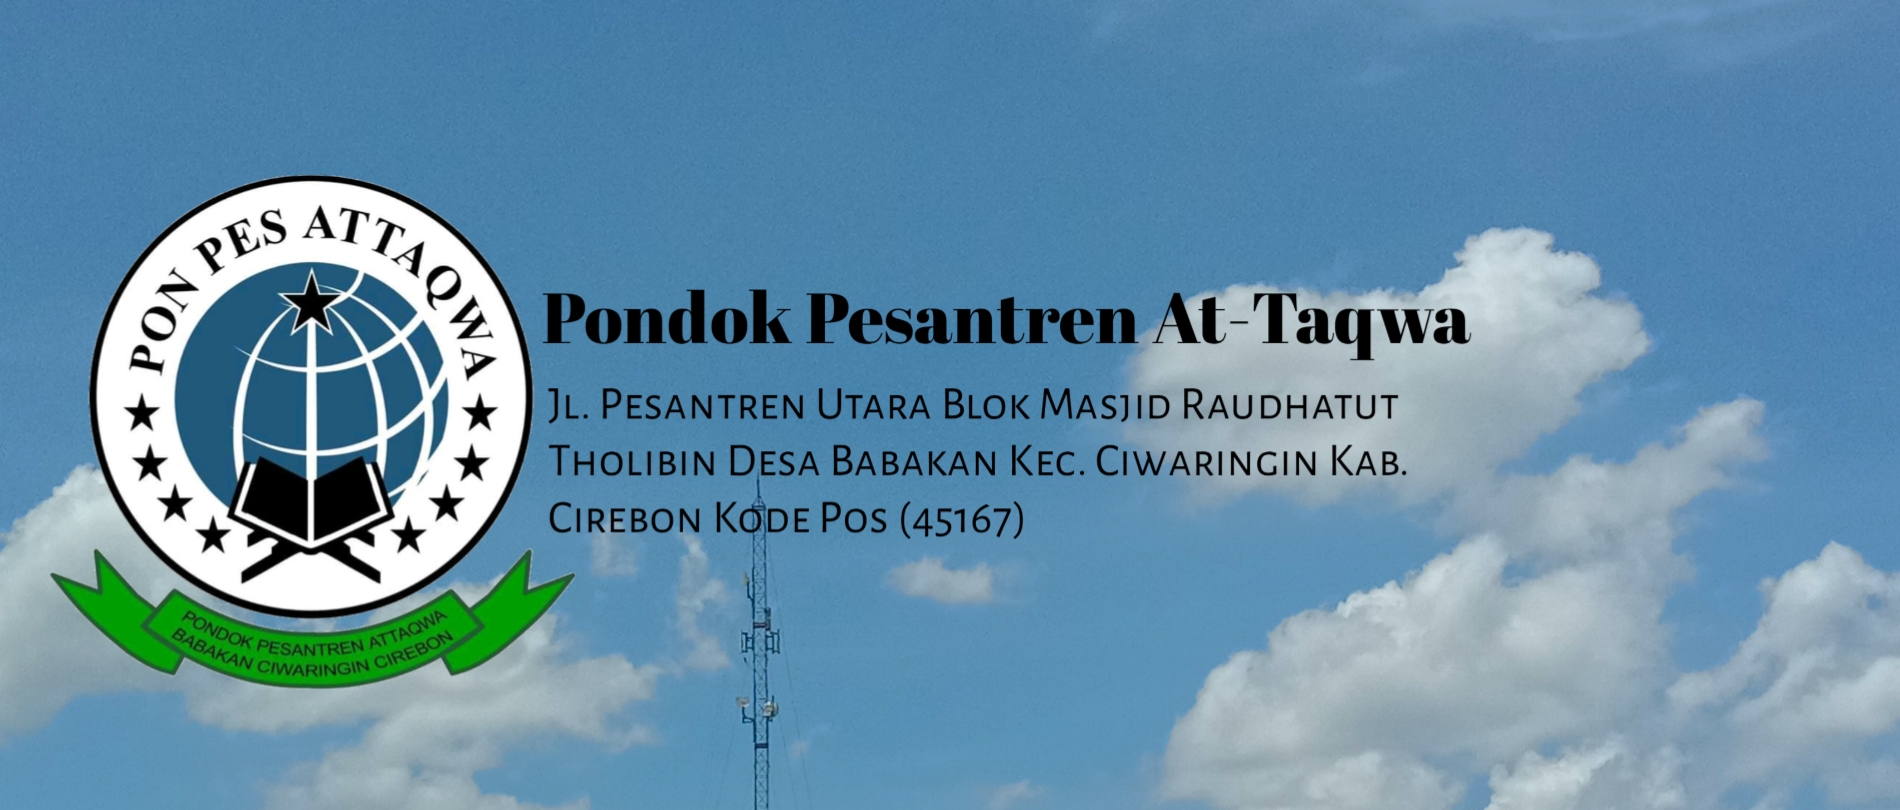 PON PES ATTAQWA
PONDOK PESANTREN ATTAQWA
BABAKAN CIWARINGIN CIREBON
Pondok Pesantren At-Taqwa
Jl. Pesantren Utara Blok Masjid Raudhatut
Tholibin Desa Babakan Kec. Ciwaringin Kab.
Cirebon Kode Pos (45167)